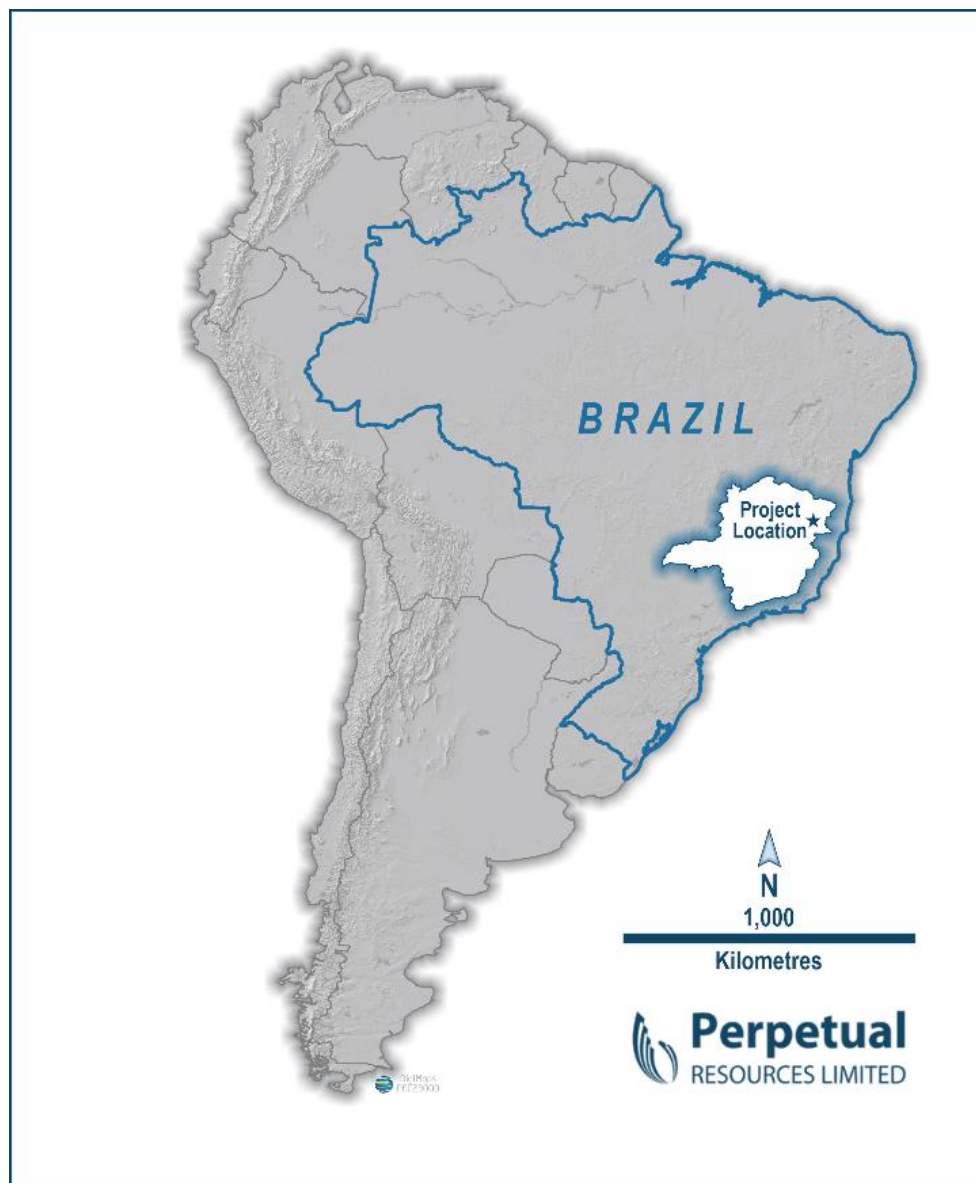 BRAZIL
Project
Location
N
1,000
Kilometres
Perpetual
RESOURCES LIMITED